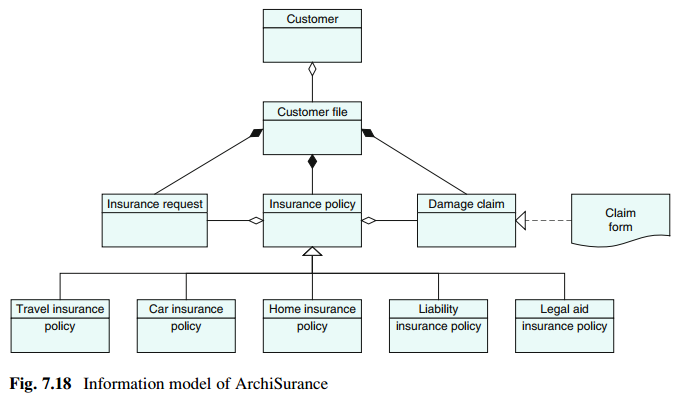 Customer
Customer file
Insurance request
Insurance policy
Damage claim
Claim
form
Travel insurance
policy
Car insurance
policy
Home insurance
policy
Liability
insurance policy
Legal aid
insurance policy
Fig. 7.18 Information model of ArchiSurance